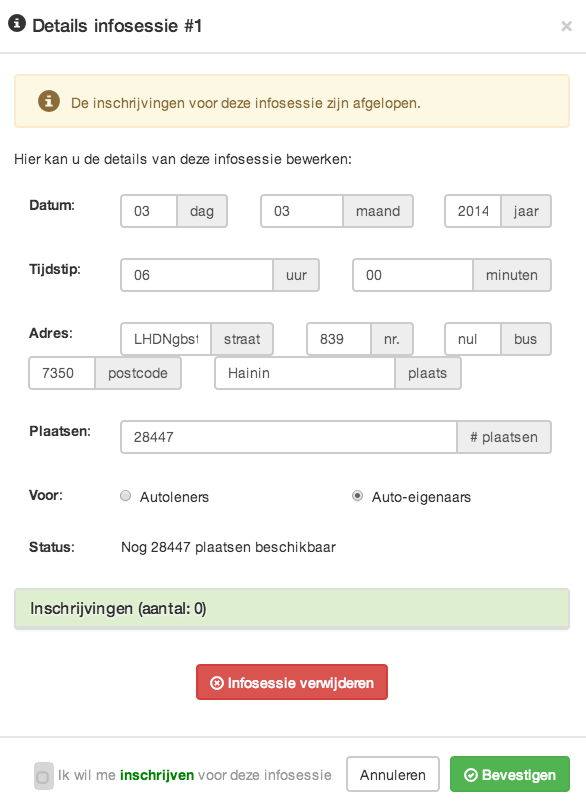 Details infosessie #1 ×
De inschrijvingen voor deze infosessie zijn afgelopen.
Hier kan u de details van deze infosessie bewerken:
Datum: 03 dag 03 maand 2014 jaar
Tijdstip: 06 uur 00 minuten
Adres: LHDNgbst straat 839 nr. nul bus
7350 postcode Hainin plaats
Plaatsen: 28447 # plaatsen
Voor: Autoleners Auto-eigenaars
Status: Nog 28447 plaatsen beschikbaar
Inschrijvingen (aantal: 0)
Infosessie verwijderen
Ik wil me inschrijven voor deze infosessie Annuleren Bevestigen